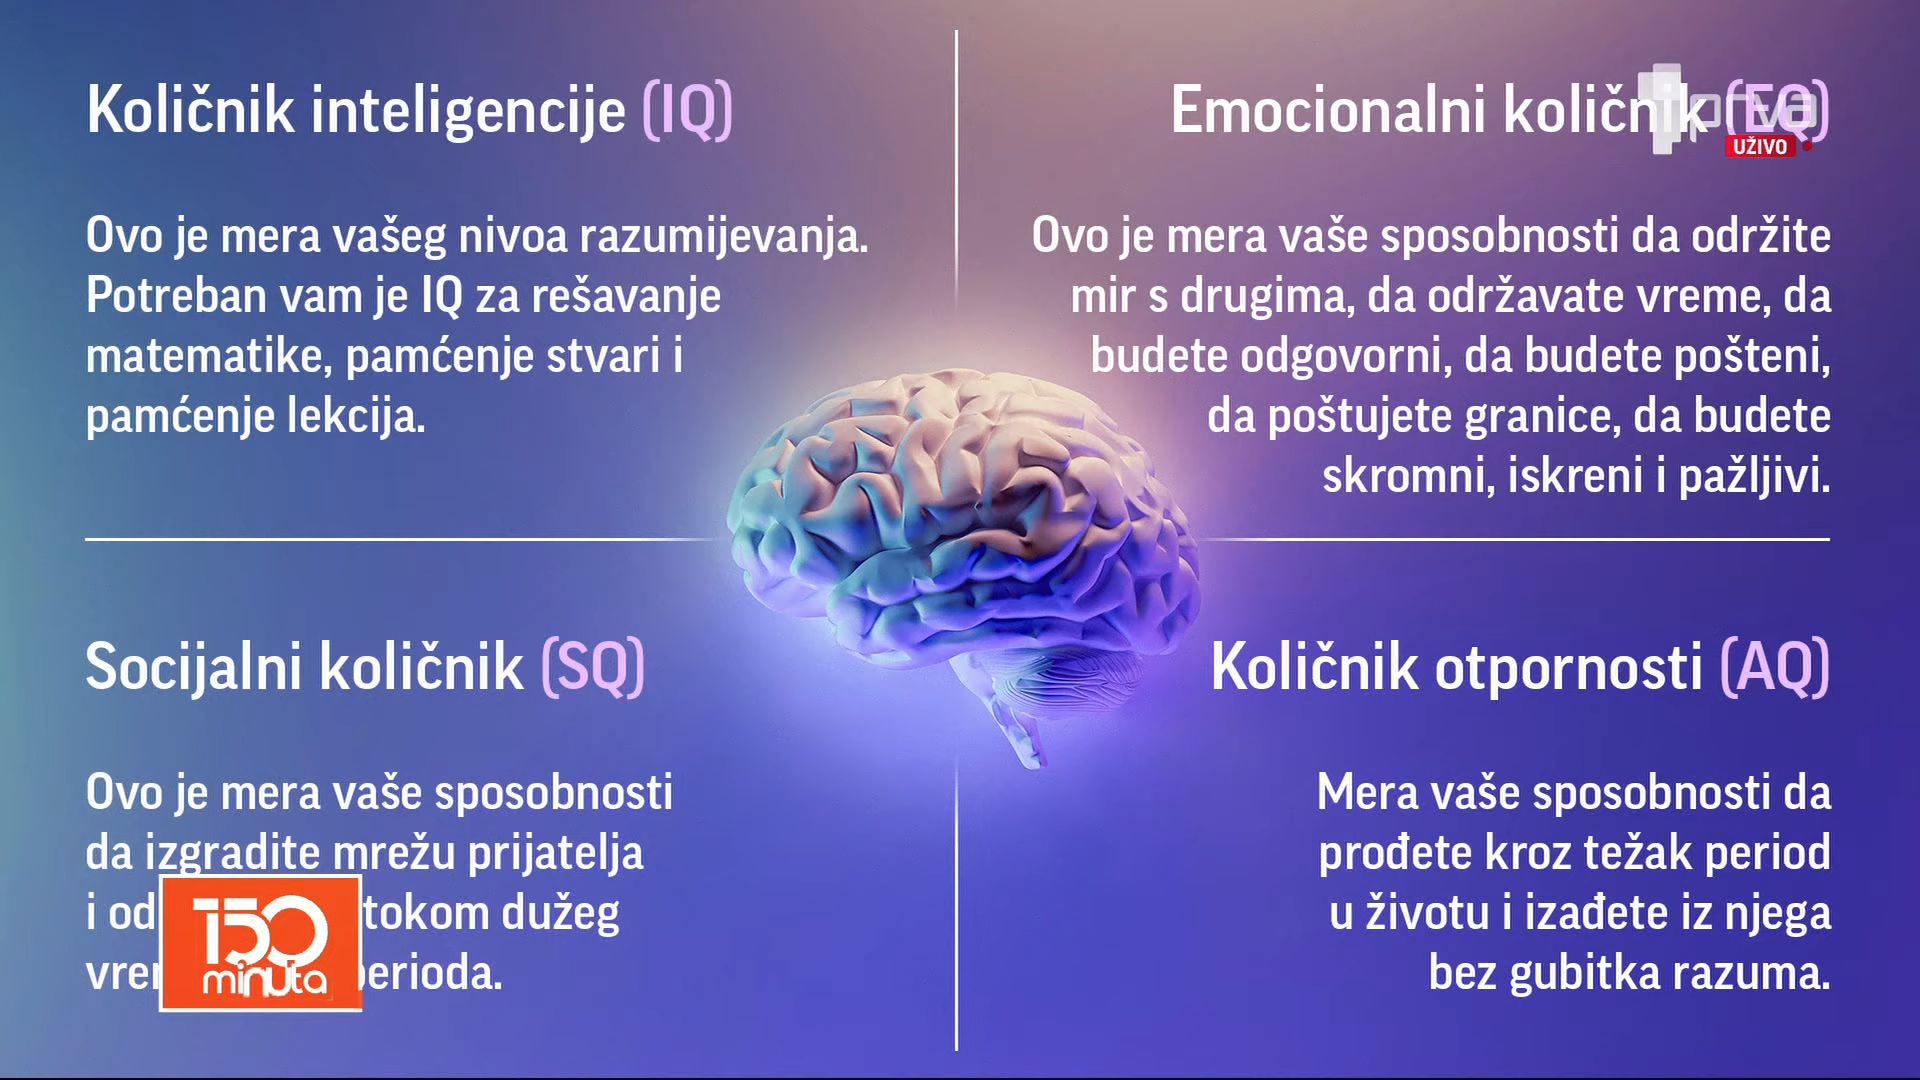 Količnik inteligencije (IQ)
Ovo je mera vašeg nivoa razumijevanja.
Potreban vam je IQ za rešavanje
matematike, pamćenje stvari i
pamćenje lekcija.
Emocionalni količnik (EQ)
prva
UŽIVO
Ovo je mera vaše sposobnosti da održite
mir s drugima, da održavate vreme, da
budete odgovorni, da budete pošteni,
da poštujete granice, da budete
skromni, iskreni i pažljivi.
Socijalni količnik (SQ)
Ovo je mera vaše sposobnosti
da izgradite mrežu prijatelja
i tokom dužeg
150
minuta
Količnik otpornosti (AQ)
Mera vaše sposobnosti da
prođete kroz težak period
u životu i izađete iz njega
bez gubitka razuma.